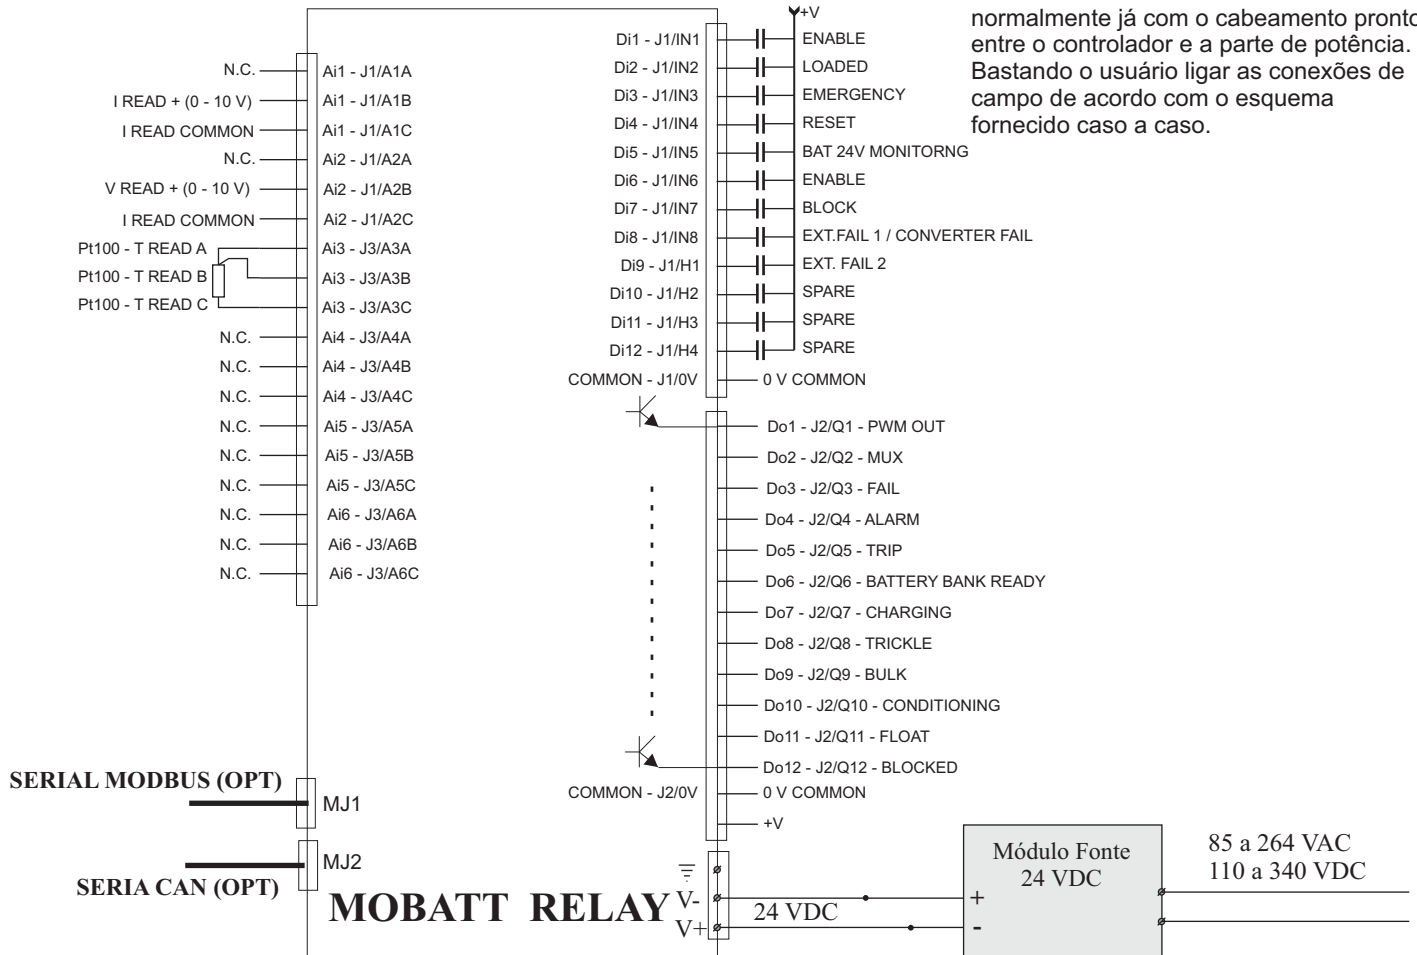 normalmente já com o cabeamento pronto
entre o controlador e a parte de potência.
Bastando o usuário ligar as conexões de
campo de acordo com o esquema
fornecido caso a caso.
N.C. Ai1 - J1/A1A
I READ + (0 - 10 V) Ai1 - J1/A1B
I READ COMMON Ai1 - J1/A1C
N.C. Ai2 - J1/A2A
V READ + (0 - 10 V) Ai2 - J1/A2B
I READ COMMON Ai2 - J1/A2C
Pt100 - T READ A Ai3 - J3/A3A
Pt100 - T READ B Ai3 - J3/A3B
Pt100 - T READ C Ai3 - J3/A3C
N.C. Ai4 - J3/A4A
N.C. Ai4 - J3/A4B
N.C. Ai4 - J3/A4C
N.C. Ai5 - J3/A5A
N.C. Ai5 - J3/A5B
N.C. Ai5 - J3/A5C
N.C. Ai6 - J3/A6A
N.C. Ai6 - J3/A6B
N.C. Ai6 - J3/A6C
+V
Di1 - J1/IN1 ENABLE
Di2 - J1/IN2 LOADED
Di3 - J1/IN3 EMERGENCY
Di4 - J1/IN4 RESET
Di5 - J1/IN5 BAT 24V MONITORNG
Di6 - J1/IN6 ENABLE
Di7 - J1/IN7 BLOCK
Di8 - J1/IN8 EXT.FAIL 1 / CONVERTER FAIL
Di9 - J1/H1 EXT. FAIL 2
Di10 - J1/H2 SPARE
Di11 - J1/H3 SPARE
Di12 - J1/H4 SPARE
COMMON - J1/0V 0 V COMMON
Do1 - J2/Q1 - PWM OUT
Do2 - J2/Q2 - MUX
Do3 - J2/Q3 - FAIL
Do4 - J2/Q4 - ALARM
Do5 - J2/Q5 - TRIP
Do6 - J2/Q6 - BATTERY BANK READY
Do7 - J2/Q7 - CHARGING
Do8 - J2/Q8 - TRICKLE
Do9 - J2/Q9 - BULK
Do10 - J2/Q10 - CONDITIONING
Do11 - J2/Q11 - FLOAT
Do12 - J2/Q12 - BLOCKED
COMMON - J2/0V 0 V COMMON
+V
SERIAL MODBUS (OPT) MJ1
SERIA CAN (OPT) MJ2
MOBATT RELAY
V-
V+
24 VDC
+
-
Módulo Fonte
24 VDC
85 a 264 VAC
110 a 340 VDC